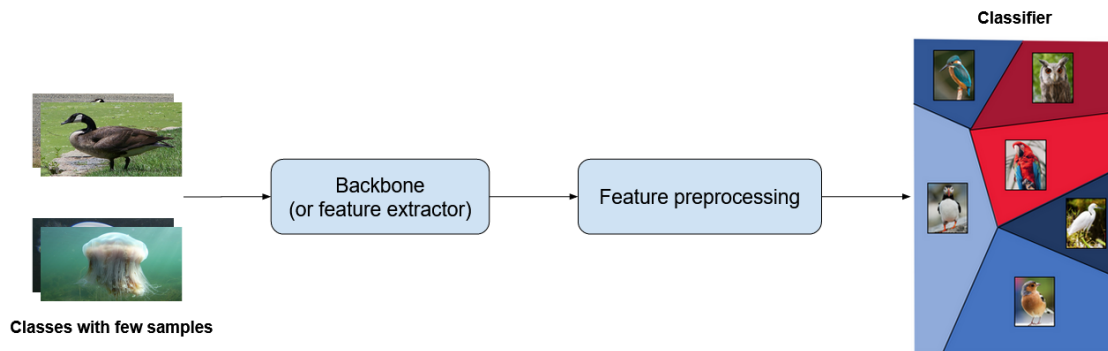 Classifier
Backbone
(or feature extractor)
Feature preprocessing
Classes with few samples